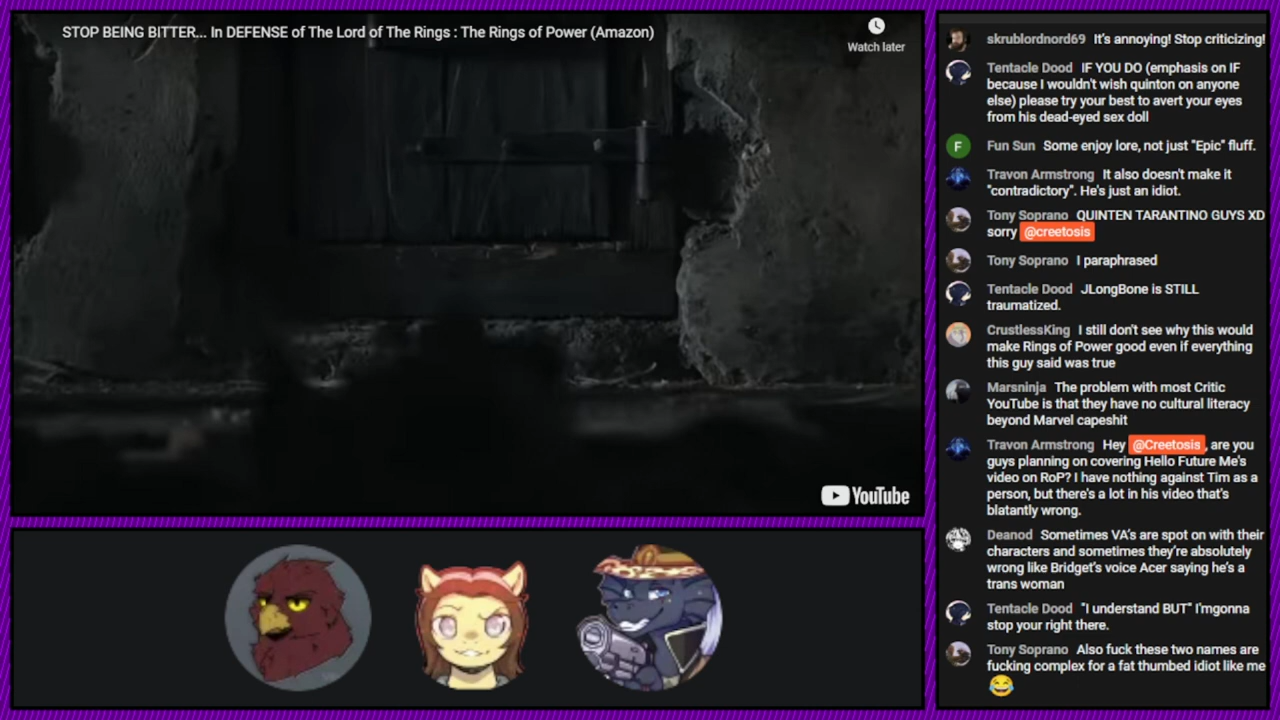 STOP BEING BITTER... In DEFENSE of The Lord of The Rings : The Rings of Power (Amazon)
Watch later
YouTube
skrublordnord69 It's annoying! Stop criticizing!
Tentacle Dood IF YOU DO (emphasis on IF
because I wouldn't wish quinton on anyone
else) please try your best to avert your eyes
from his dead-eyed sex doll
F
Fun Sun Some enjoy lore, not just "Epic" fluff.
Travon Armstrong It also doesn't make it
"contradictory". He's just an idiot.
Tony Soprano QUINTEN TARANTINO GUYS XD
sorry @creetosis
Tony Soprano I paraphrased
Tentacle Dood JLongBone is STILL
traumatized.
CrustlessKing I still don't see why this would
make Rings of Power good even if everything
this guy said was true
Marsninja The problem with most Critic
YouTube is that they have no cultural literacy
beyond Marvel capeshit
Travon Armstrong Hey @Creetosis, are you
guys planning on covering Hello Future Me's
video on RoP? I have nothing against Tim as a
person, but there's a lot in his video that's
blatantly wrong.
Deanod Sometimes VA's are spot on with their
characters and sometimes they're absolutely
wrong like Bridget's voice Acer saying he's a
trans woman
Tentacle Dood "I understand BUT" I'mgonna
stop your right there.
Tony Soprano Also fuck these two names are
fucking complex for a fat thumbed idiot like me